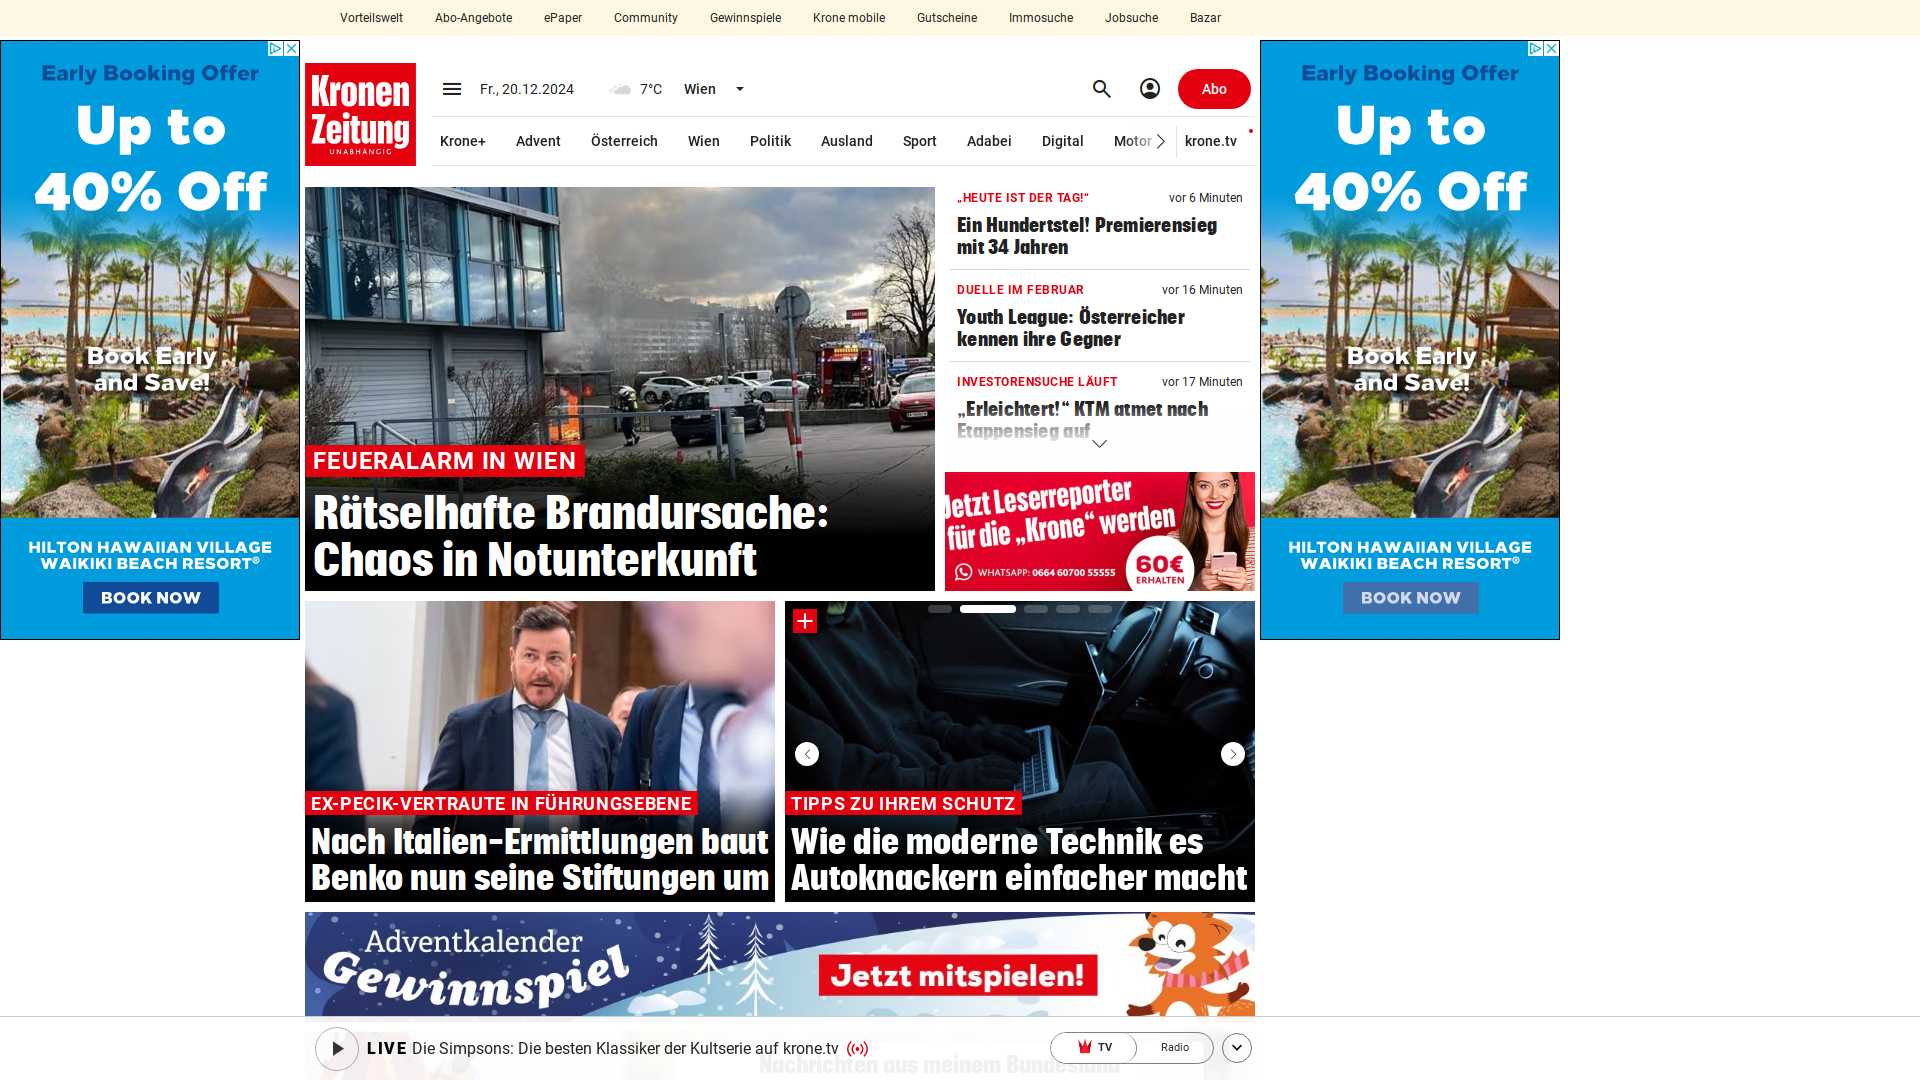 Vorteilswelt Abo-Angebote ePaper Community Gewinnspiele Krone mobile Gutscheine Immosuche Jobsuche Bazar
Early Booking Offer
Up to
40% Off
Book Early
and Save!
HILTON HAWAIIAN VILLAGE
WAIKIKI BEACH RESORT®
BOOK NOW
Kronen
Zeitung
UNABHÄNGIG
Fr., 20.12.2024 7°C Wien
Abo
Krone+ Advent Österreich Wien Politik Ausland Sport Adabei Digital Motor krone.tv
FEUERALARM IN WIEN
Rätselhafte Brandursache:
Chaos in Notunterkunft
„HEUTE IST DER TAG!“ vor 6 Minuten
Ein Hundertstel! Premierensieg
mit 34 Jahren
DUELLE IM FEBRUAR vor 16 Minuten
Youth League: Österreicher
kennen ihre Gegner
INVESTORENSUCHE LÄUFT vor 17 Minuten
„Erleichtert!“ KTM atmet nach
Etappensieg auf
Jetzt Leserreporter
für die „Krone“ werden
WHATSAPP: 0664 60700 55555
60€
ERHALTEN
EX-PECIK-VERTRAUTE IN FÜHRUNGSEBENE
Nach Italien-Ermittlungen baut
Benko nun seine Stiftungen um
TIPPS ZU IHREM SCHUTZ
Wie die moderne Technik es
Autoknackern einfacher macht
Adventkalender
Gewinnspiel
Jetzt mitspielen!
LIVE Die Simpsons: Die besten Klassiker der Kultserie auf krone.tv
TV Radio
Nachrichten aus meinem Bundesland
Early Booking Offer
Up to
40% Off
Book Early
and Save!
HILTON HAWAIIAN VILLAGE
WAIKIKI BEACH RESORT®
BOOK NOW